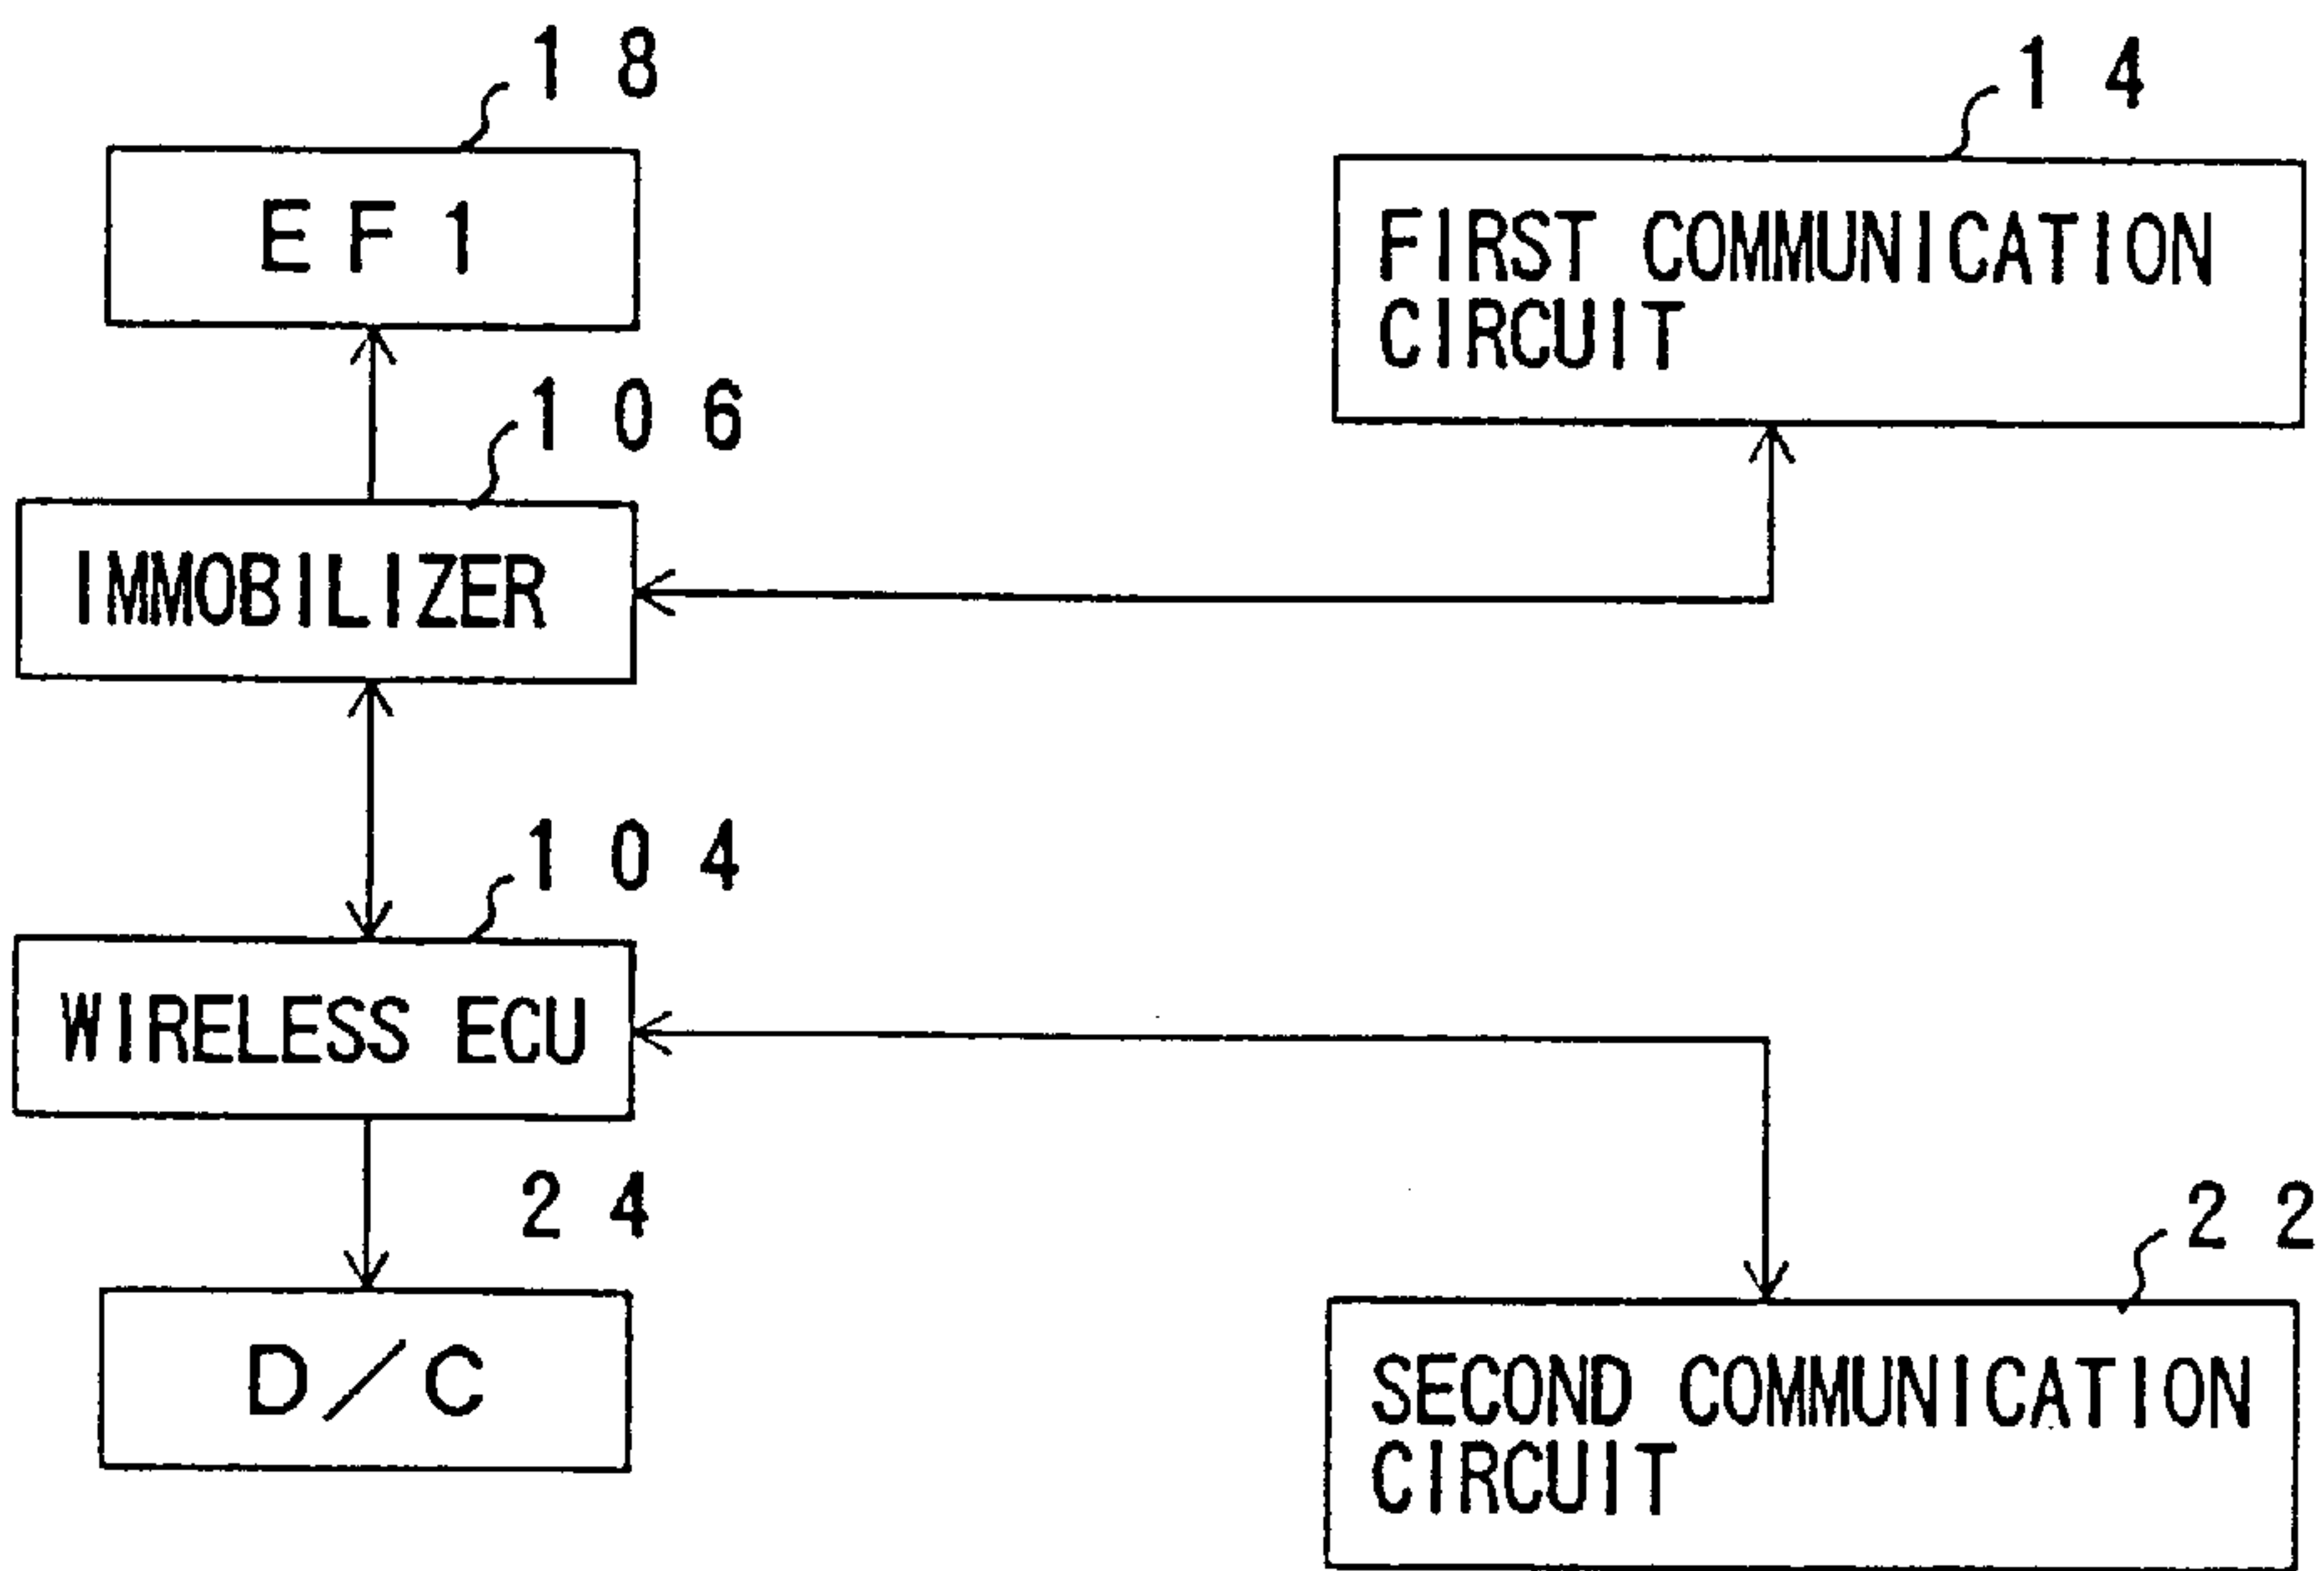 18
14
EF1
FIRST COMMUNICATION
CIRCUIT
106
IMMOBILIZER
104
WIRELESS ECU
24
22
D/C
SECOND COMMUNICATION
CIRCUIT